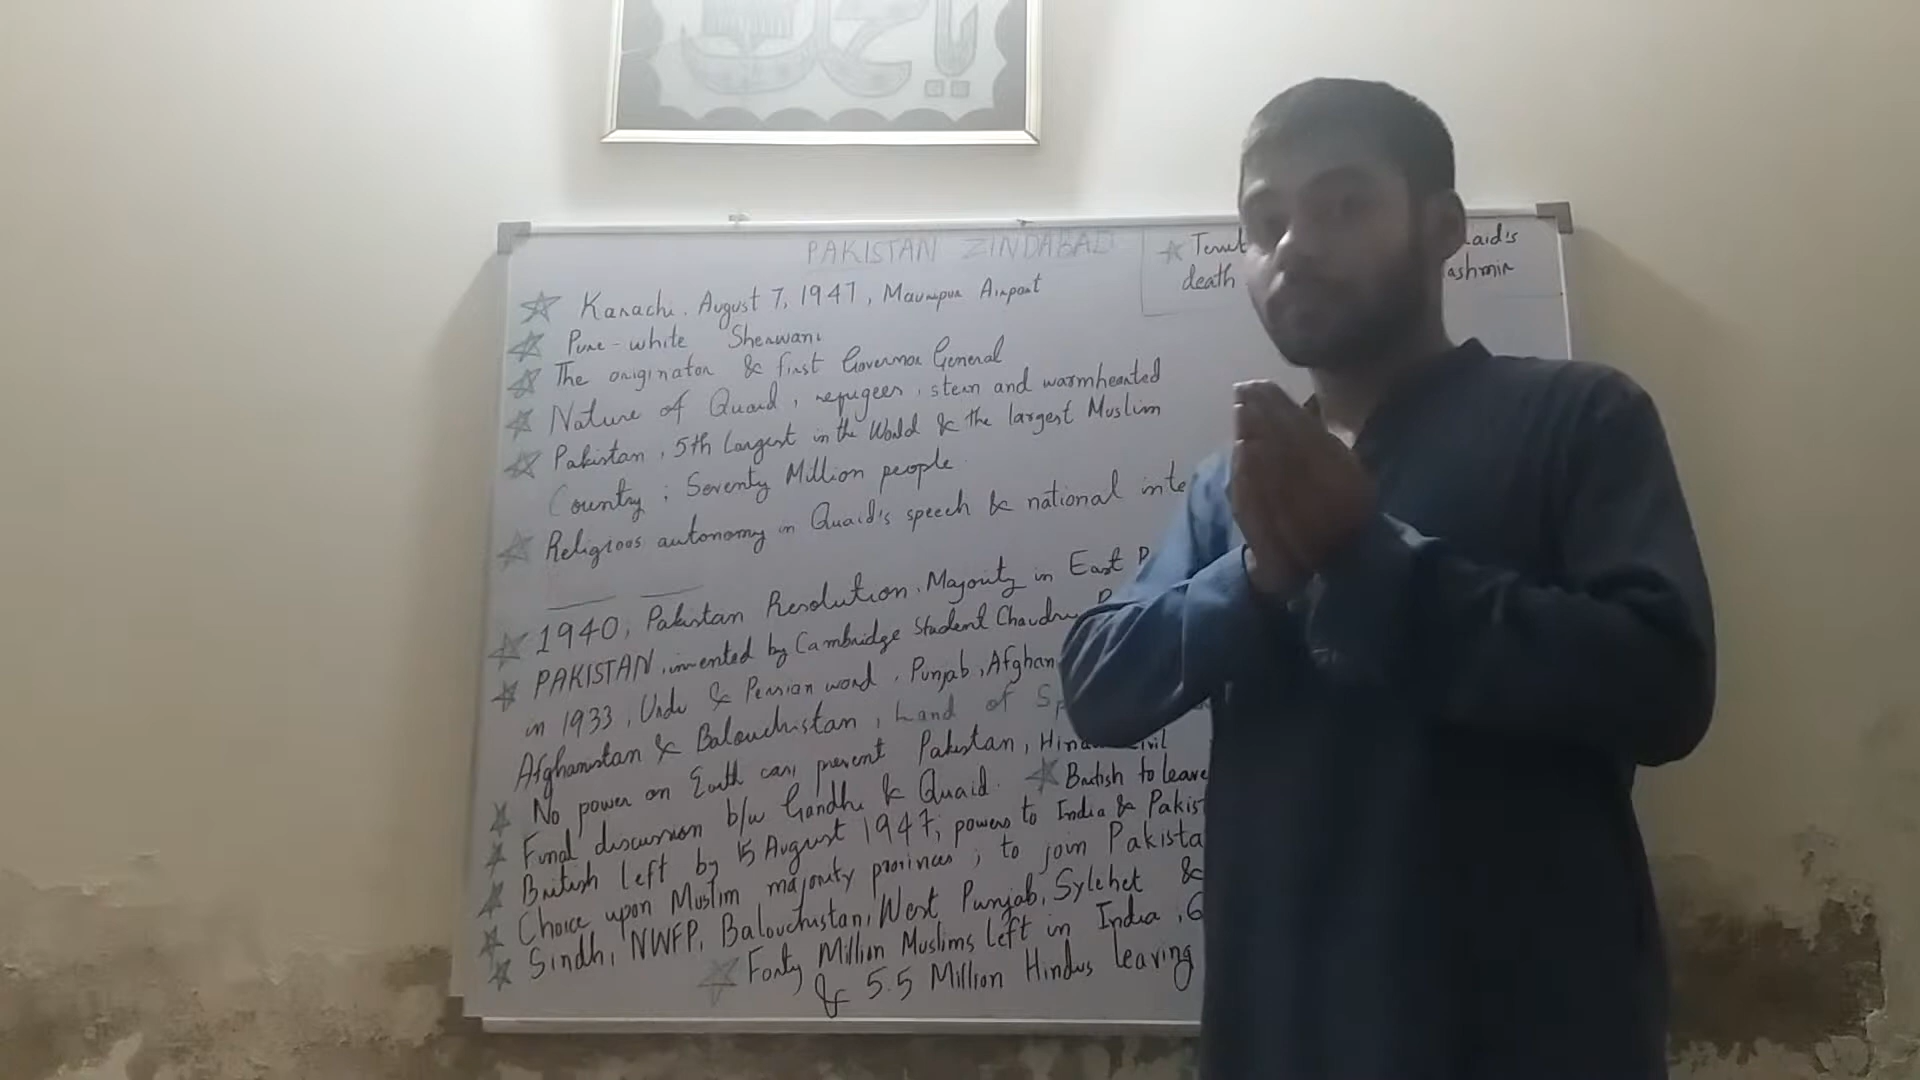 PAKISTAN ZINDABAD
Karachi, August 7, 1947, Mauripur Airport
Pure-white Sherwani
The originator & first Governor General
Nature of Quaid, refugees, stern and warmhearted
Pakistan, 5th Largest in the World & the largest Muslim
Country; Seventy Million people
Religious autonomy in Quaid's speech & national inte
1940, Pakistan Resolution. Majority in East P
PAKISTAN, invented by Cambridge Student Chaudru
in 1933, Urdu & Persian word, Punjab, Afghan
Afghanistan & Balouchistan, Land of
No power on Earth can prevent Pakistan,
Final discussion b/w Gandhi & Quaid. British to leave
British left by 15 August 1947, powers to India & Pakist
Choice upon Muslim majority provinces; to join Pakista
Sindh, NWFP, Balouchistan, West Punjab, Sylehet &
Forty Million Muslims left in India, 6
& 5.5 Million Hindus leaving
death